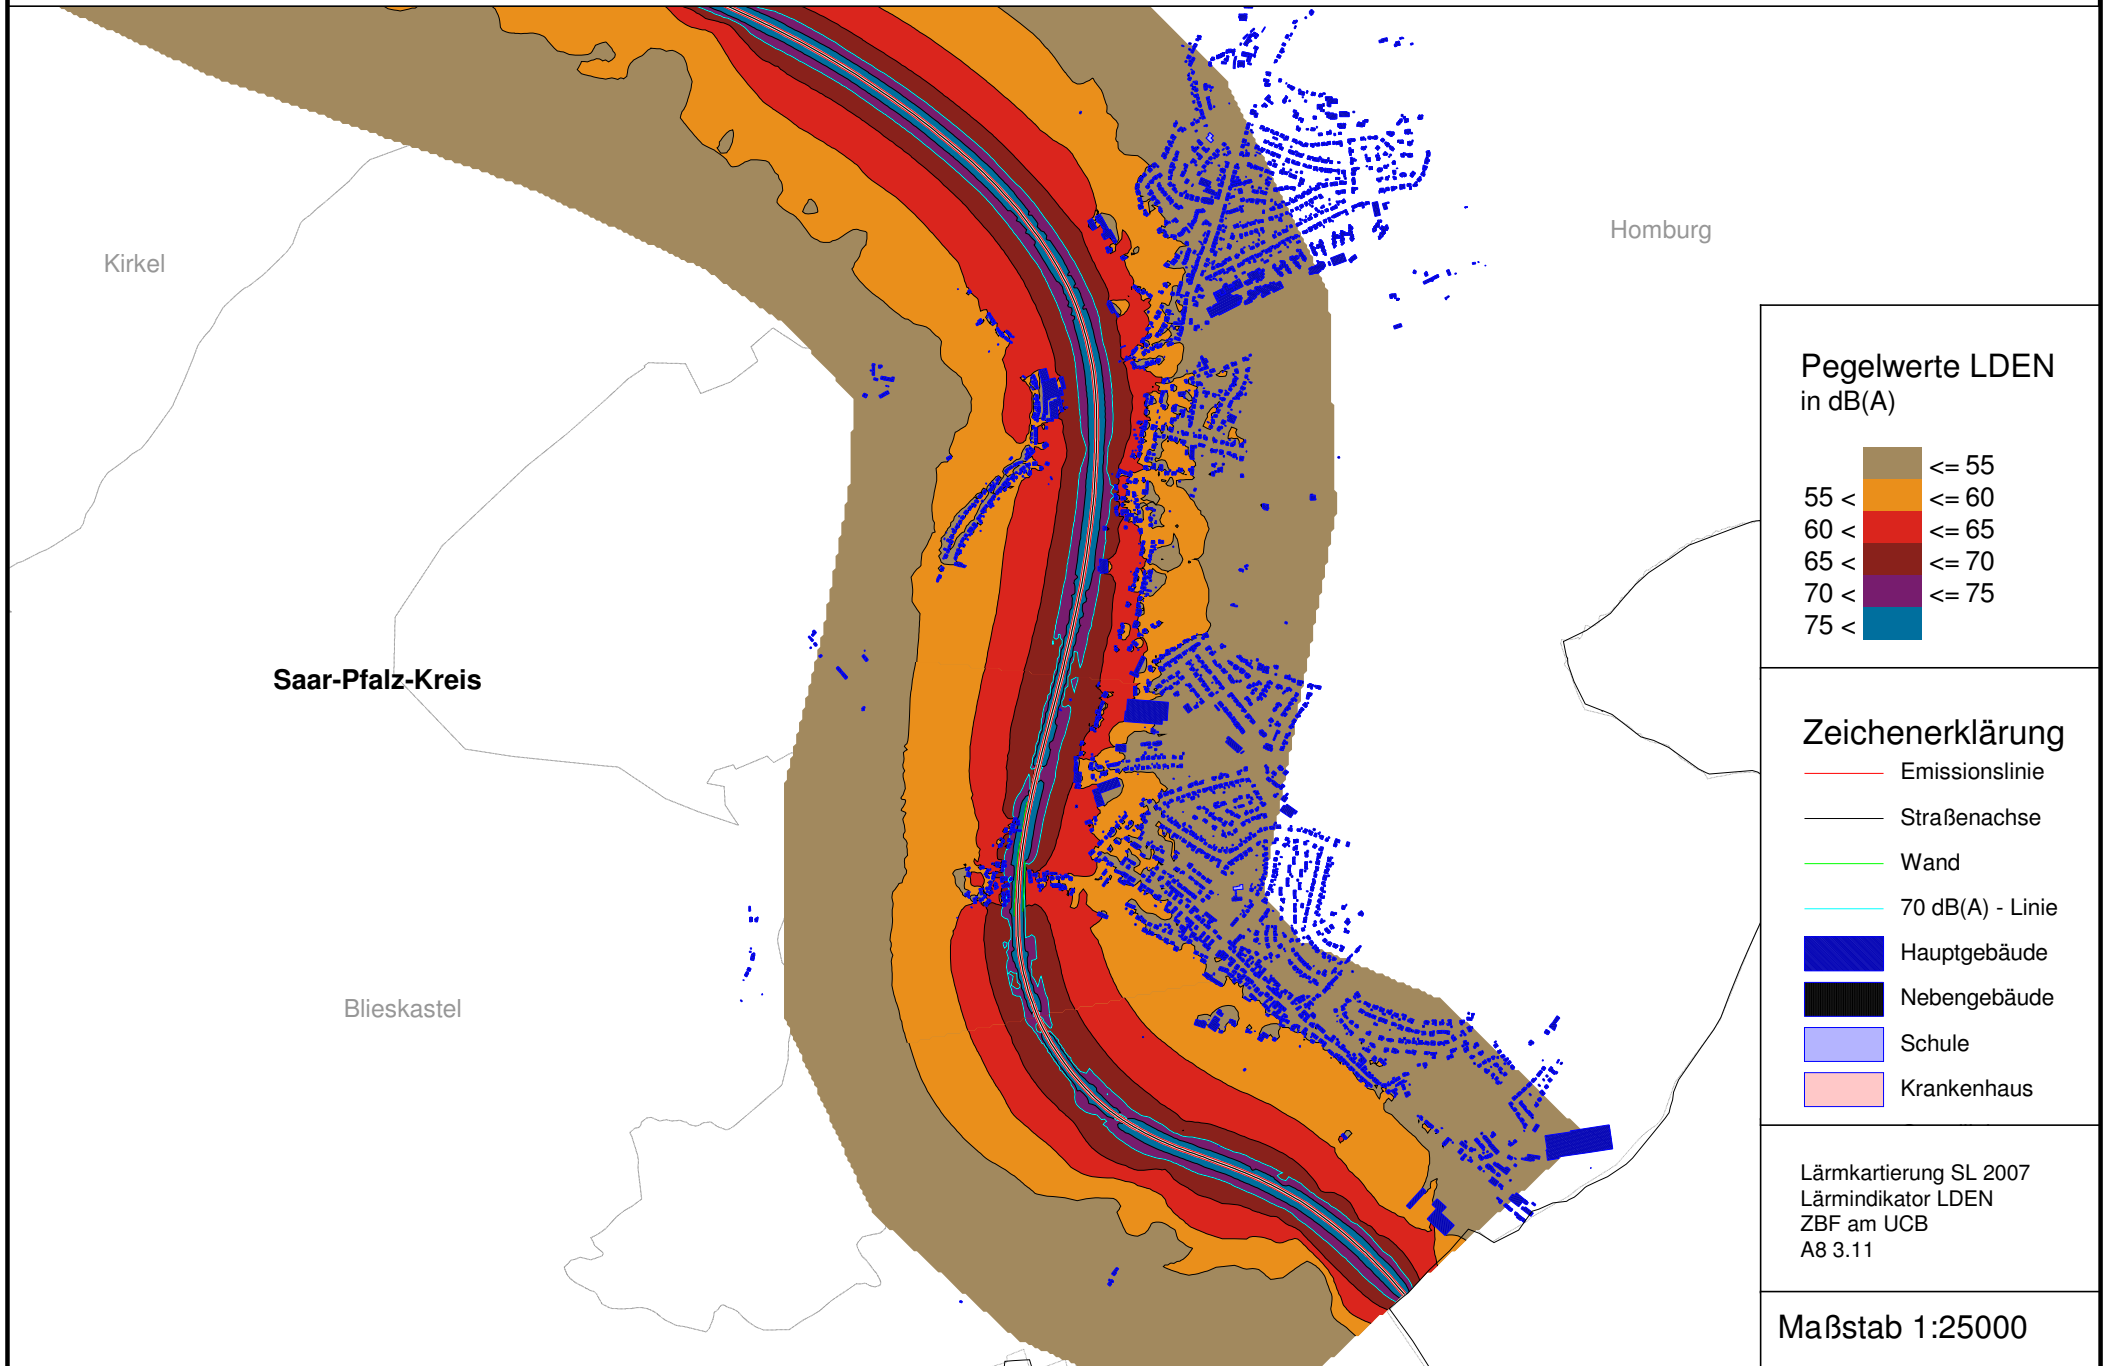 Kirkel
Homburg
Saar-Pfalz-Kreis
Blieskastel
Pegelwerte LDEN
in dB(A)
<= 55
55 < <= 60
60 < <= 65
65 < <= 70
70 < <= 75
75 <
Zeichenerklärung
Emissionslinie
Straßenachse
Wand
70 dB(A) - Linie
Hauptgebäude
Nebengebäude
Schule
Krankenhaus
Lärmkartierung SL 2007
Lärmindikator LDEN
ZBF am UCB
A8 3.11
Maßstab 1:25000